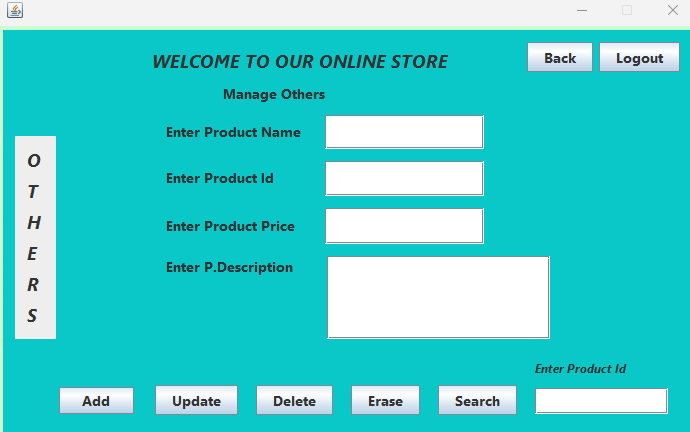 WELCOME TO OUR ONLINE STORE
Back
Logout
Manage Others
Enter Product Name
Enter Product Id
Enter Product Price
Enter P.Description
O
T
H
E
R
S
Enter Product Id
Add
Update
Delete
Erase
Search